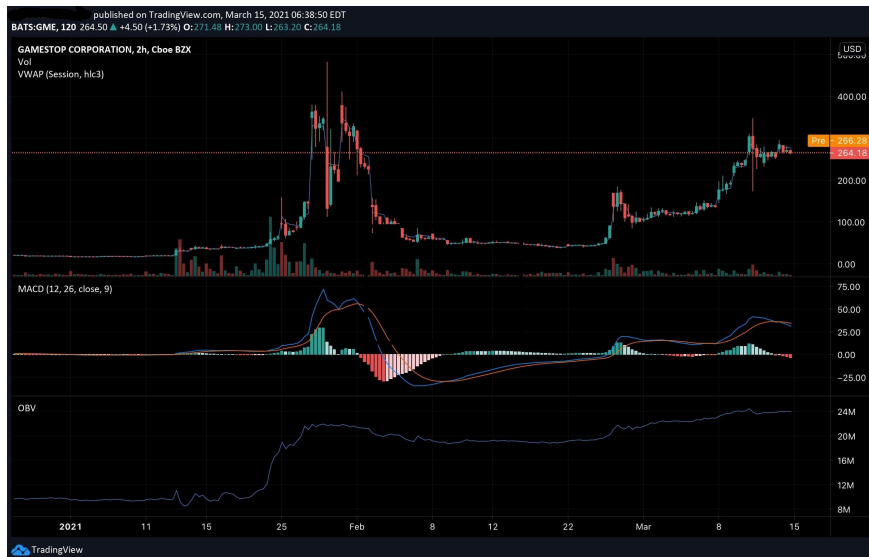 published on TradingView.com, March 15, 2021 06:38:50 EDT
BATS:GME, 120 264.50 ▲ +4.50 (+1.73%) O:271.48 H:273.00 L:263.20 C:264.18
GAMESTOP CORPORATION, 2h, Cboe BZX
USD
Vol
VWAP (Session, hlc3)
400.00
Pre 266.28
264.18
200.00
100.00
0.00
MACD (12, 26, close, 9)
75.00
50.00
25.00
0.00
−25.00
OBV
24M
20M
16M
12M
8M
2021 11 15 25 Feb 8 12 22 Mar 8 15
TradingView